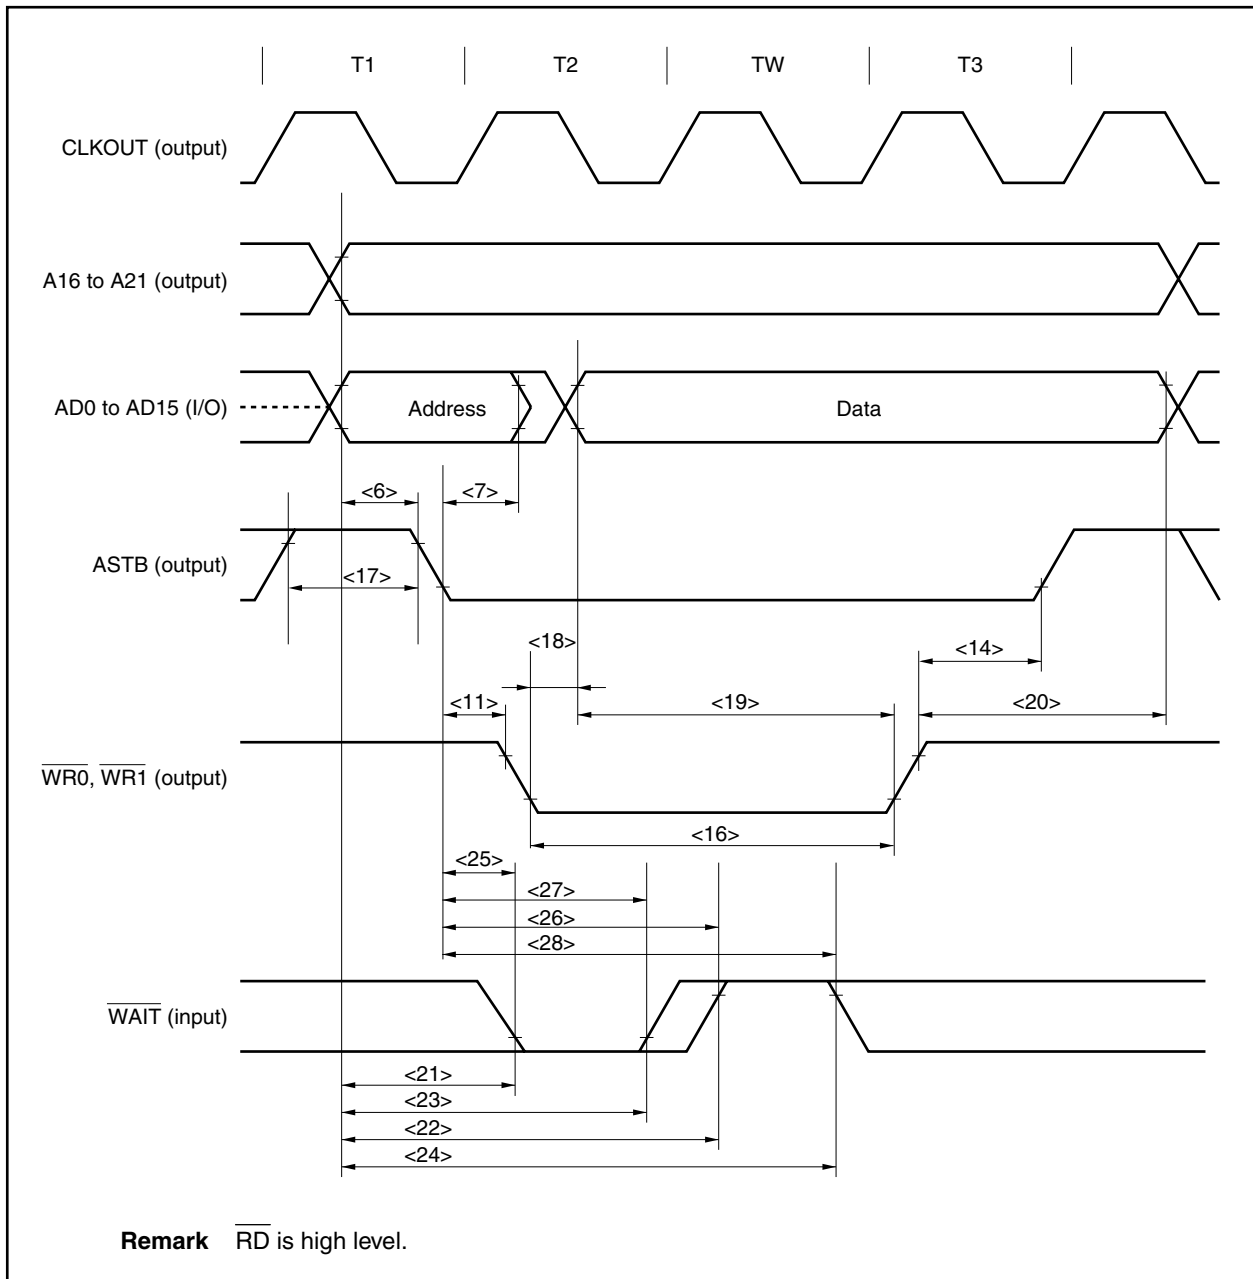 T1 T2 TW T3
CLKOUT (output)
A16 to A21 (output)
AD0 to AD15 (I/O) Address Data
<6> <7>
ASTB (output)
<17>
<18> <14>
<11> <19> <20>
WR0, WR1 (output)
<16>
<25>
<27>
<26>
<28>
WAIT (input)
<21>
<23>
<22>
<24>
Remark RD is high level.